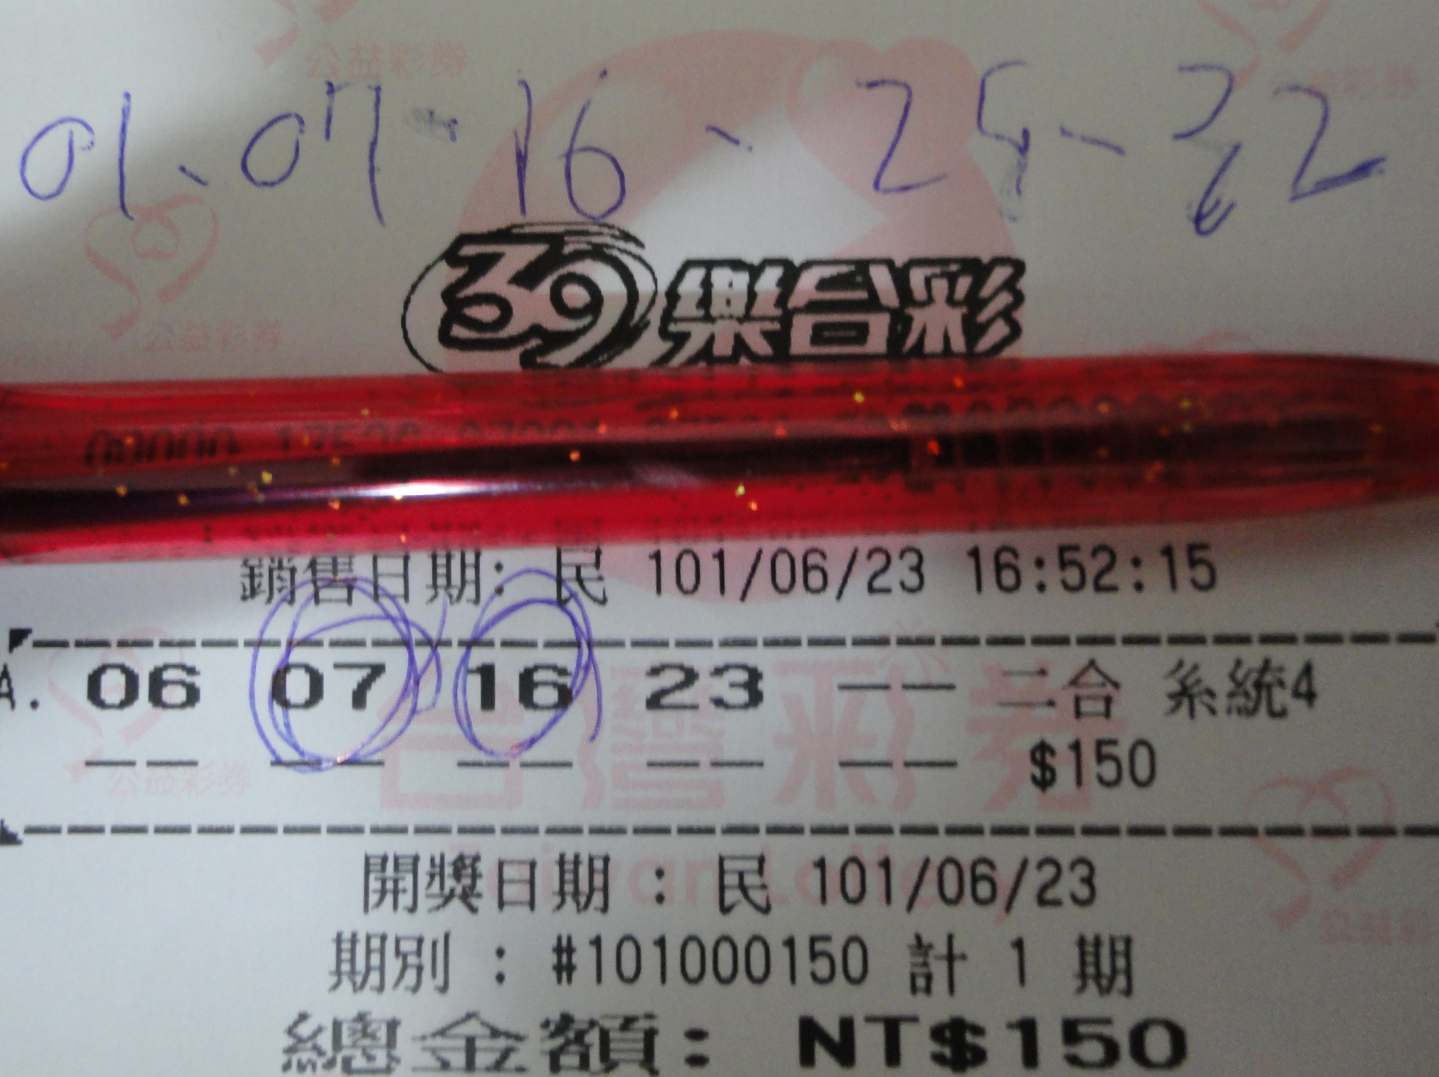 01、07-16、25-32
39樂合彩
銷售日期: 民 101/06/23 16:52:15
A. 06 07 16 23 —— 二合 系統4
—— —— —— —— —— $150
開獎日期 : 民 101/06/23
期別 : #101000150 計 1 期
總金額: NT$150